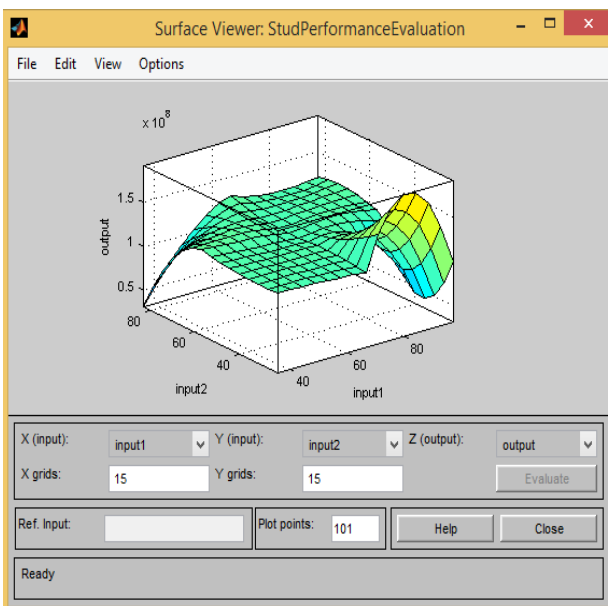 Surface Viewer: StudPerformanceEvaluation
File Edit View Options
x 10^8
1.5
1
0.5
output
80
60
40
input2
40
60
80
input1
X (input): input1 Y (input): input2 Z (output): output
X grids: 15 Y grids: 15 Evaluate
Ref. Input: Plot points: 101 Help Close
Ready